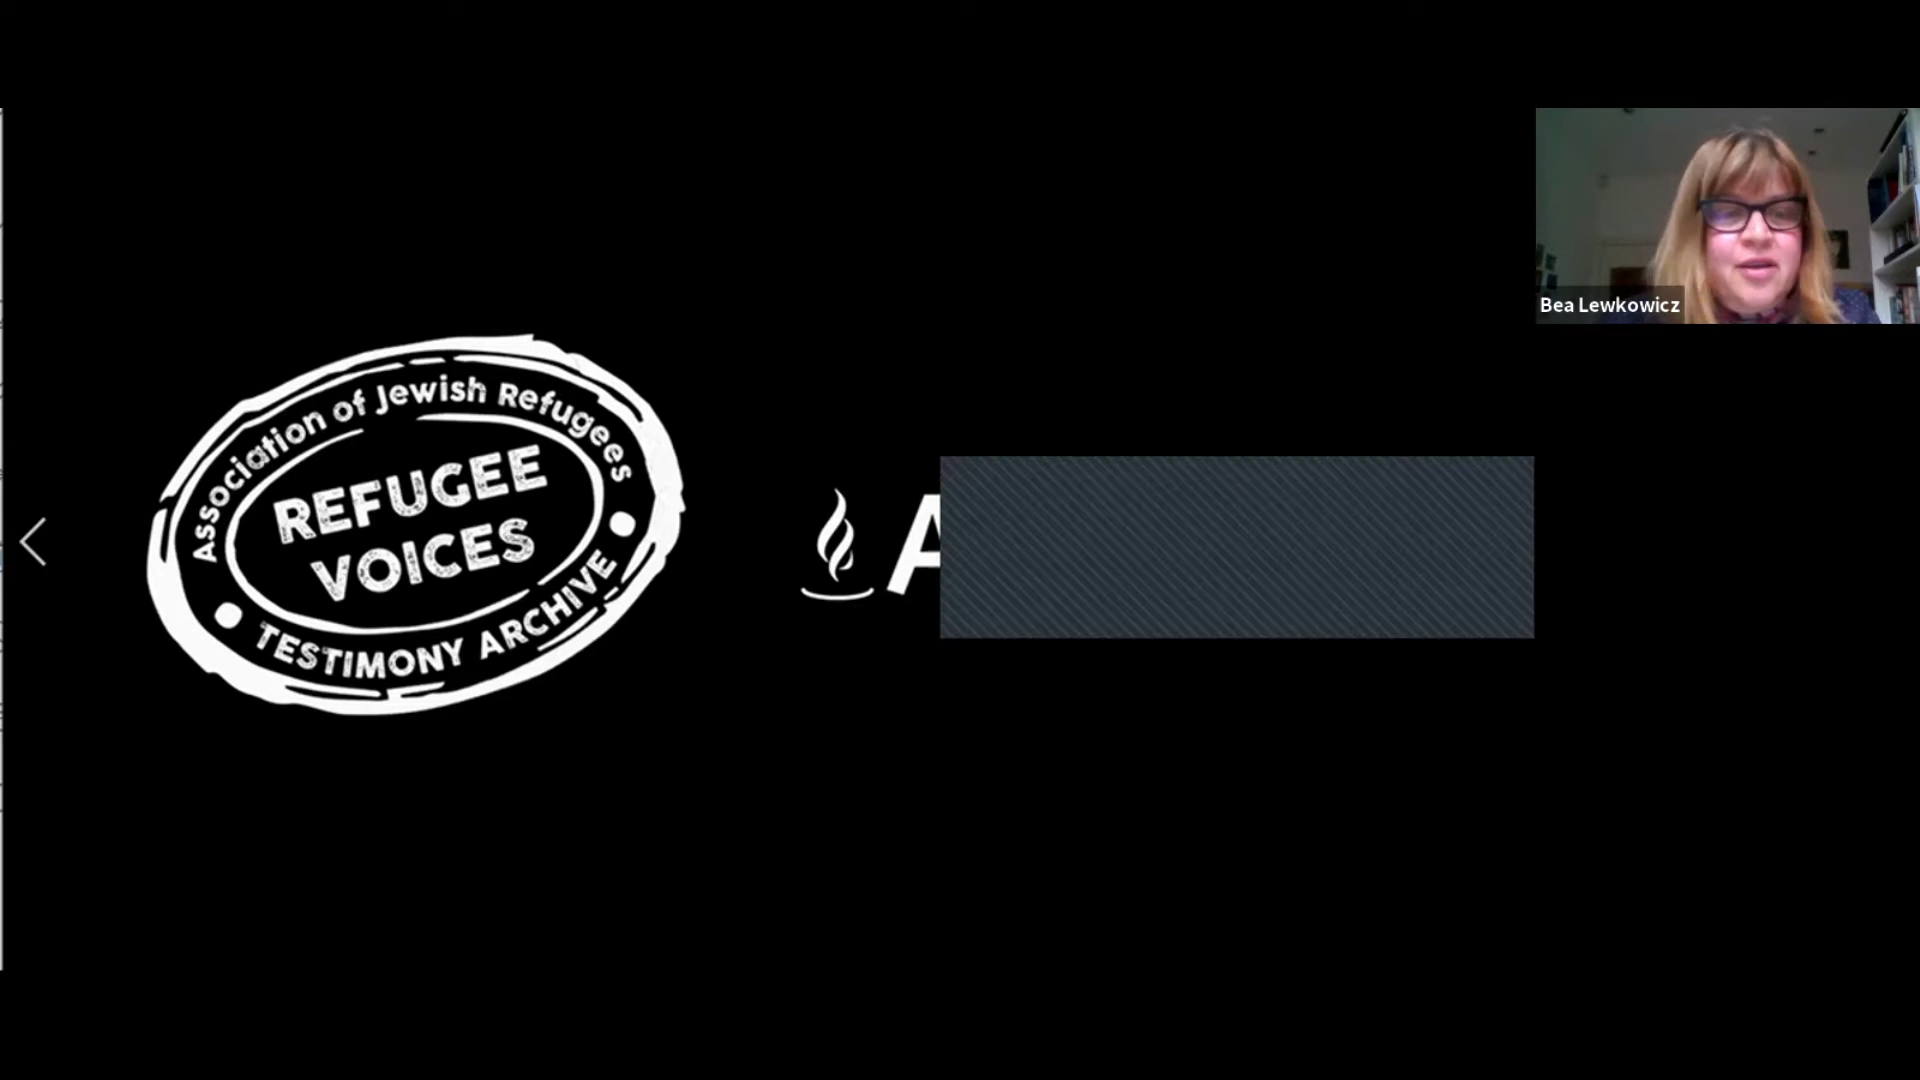 Association of Jewish Refugees
REFUGEE
VOICES
TESTIMONY ARCHIVE
A
Bea Lewkowicz